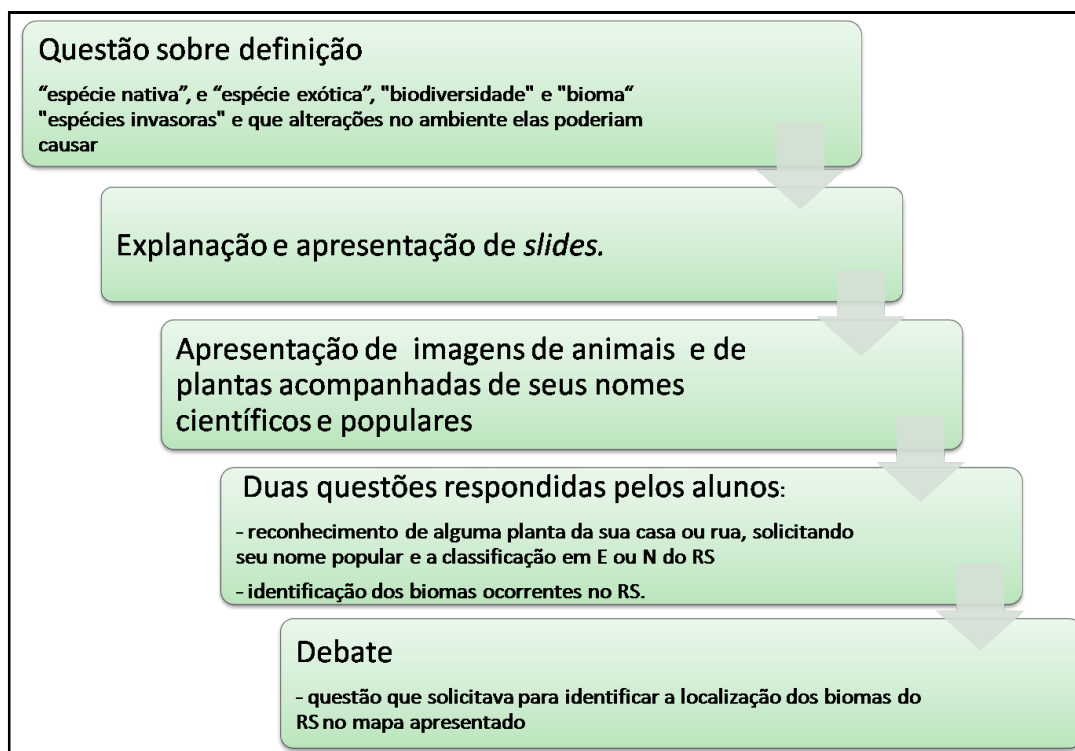 Questão sobre definição
“espécie nativa”, e “espécie exótica”, "biodiversidade" e "bioma“
"espécies invasoras" e que alterações no ambiente elas poderiam
causar
Explanação e apresentação de slides.
Apresentação de imagens de animais e de
plantas acompanhadas de seus nomes
científicos e populares
Duas questões respondidas pelos alunos:
- reconhecimento de alguma planta da sua casa ou rua, solicitando
seu nome popular e a classificação em E ou N do RS
- identificação dos biomas ocorrentes no RS.
Debate
- questão que solicitava para identificar a localização dos biomas do
RS no mapa apresentado